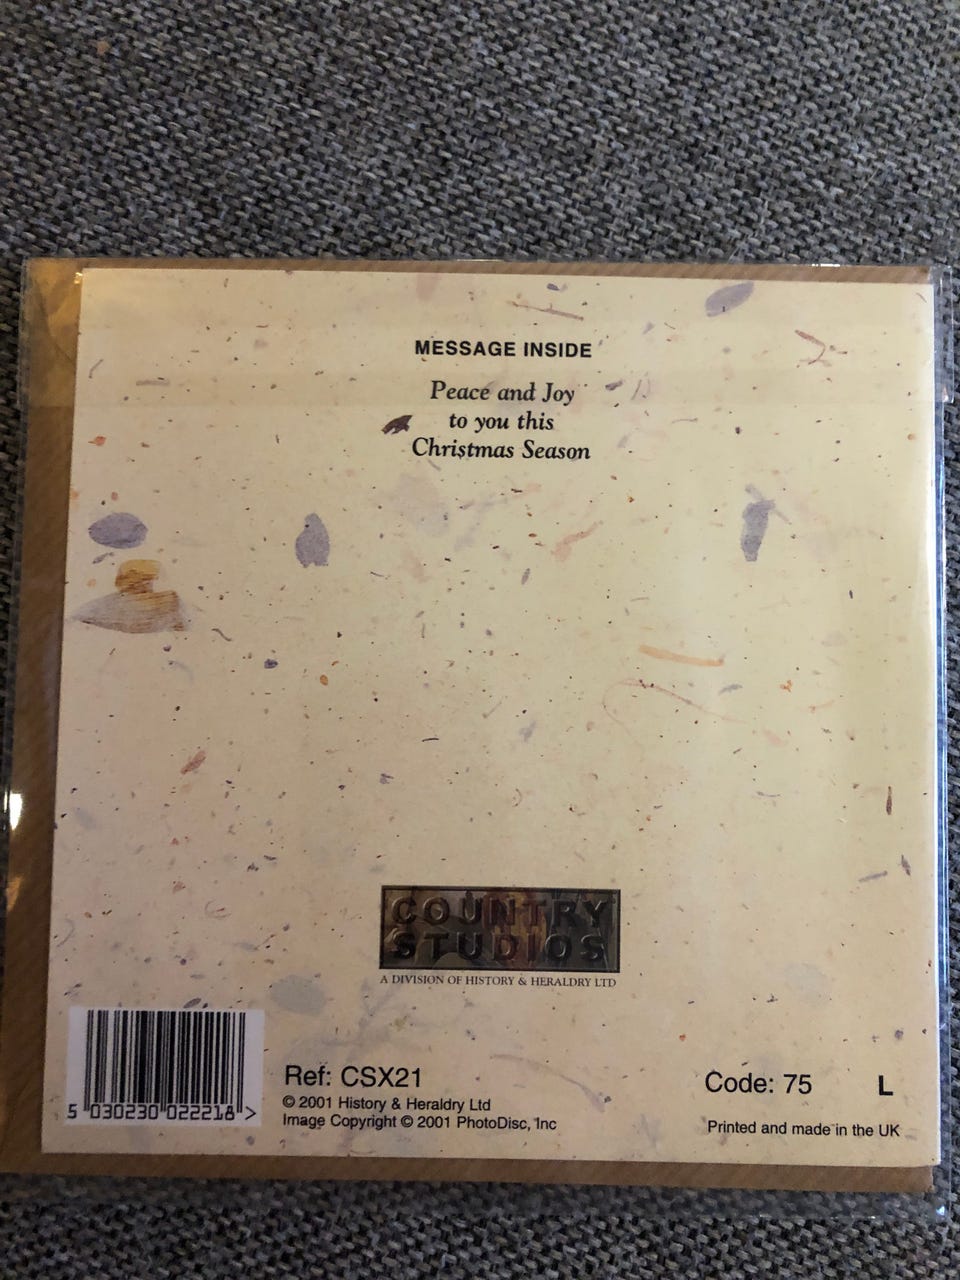 MESSAGE INSIDE
Peace and Joy
to you this
Christmas Season
COUNTRY
STUDIOS
A DIVISION OF HISTORY & HERALDRY LTD
5 030230 022218 >
Ref: CSX21
© 2001 History & Heraldry Ltd
Image Copyright © 2001 PhotoDisc, Inc
Code: 75 L
Printed and made in the UK